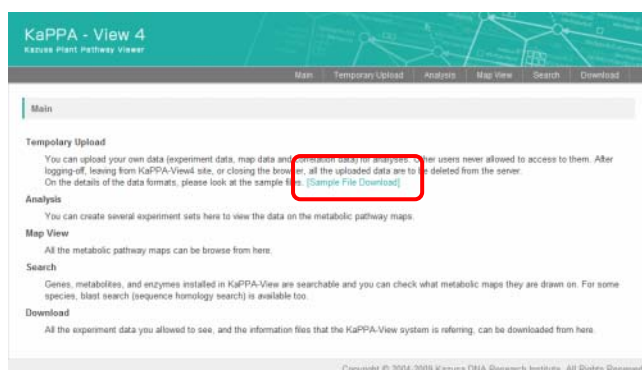 KaPPA - View 4
Kazusa Plant Pathway Viewer
Main Temporary Upload Analysis Map View Search Download
Main
Tempolary Upload
You can upload your own data (experiment data, map data and correlation data) for analyses. Other users never allowed to access to them. After
logging-off, leaving from KaPPA-View4 site, or closing the browser, all the uploaded data are to be deleted from the server.
On the details of the data formats, please look at the sample files. [Sample File Download]
Analysis
You can create several experiment sets here to view the data on the metabolic pathway maps.
Map View
All the metabolic pathway maps can be browse from here.
Search
Genes, metabolites, and enzymes installed in KaPPA-View are searchable and you can check what metabolic maps they are drawn on. For some
species, blast search (sequence homology search) is available too.
Download
All the experiment data you allowed to see, and the information files that the KaPPA-View system is referring, can be downloaded from here.
Copyright © 2004-2009 Kazusa DNA Research Institute. All Rights Reserved